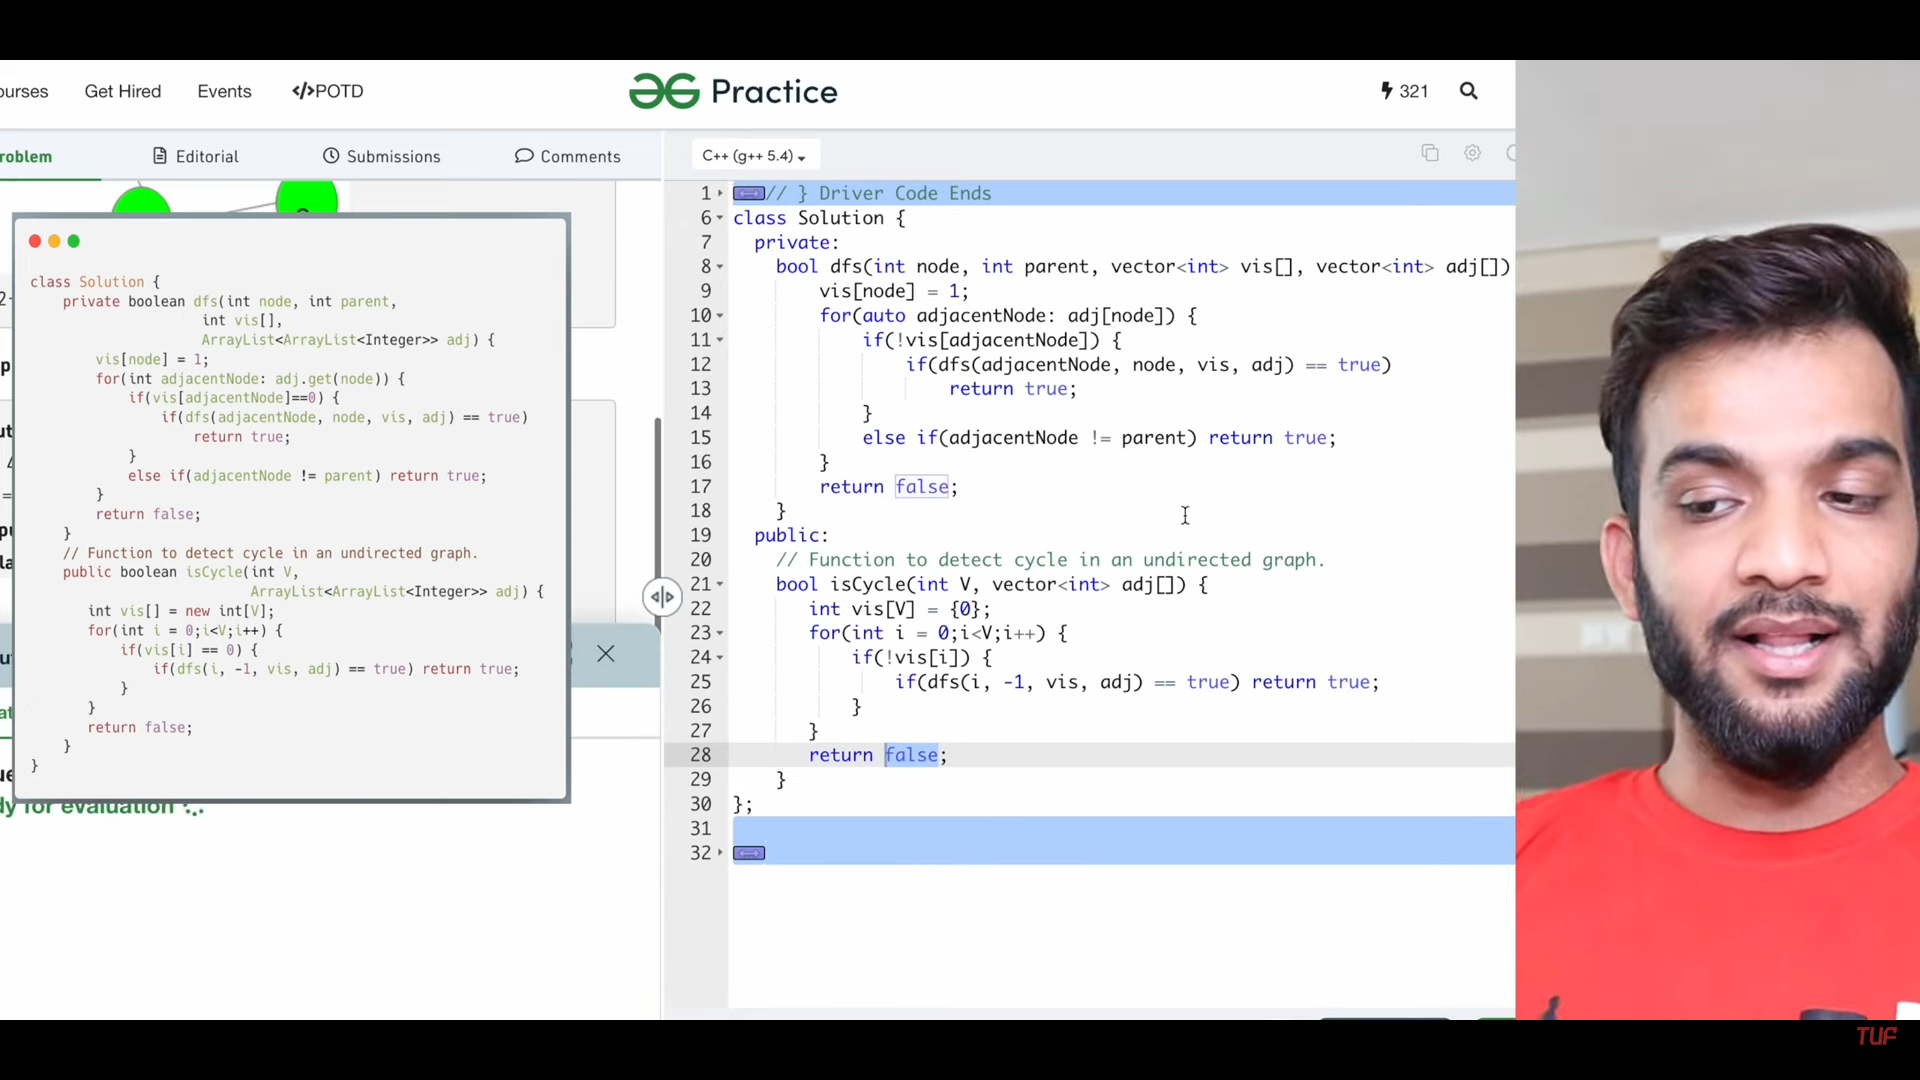 ourses Get Hired Events </>POTD Practice 321
roblem Editorial Submissions Comments
C++ (g++ 5.4)
class Solution {
private boolean dfs(int node, int parent,
int vis[],
ArrayList<ArrayList<Integer>> adj) {
vis[node] = 1;
for(int adjacentNode: adj.get(node)) {
if(vis[adjacentNode]==0) {
if(dfs(adjacentNode, node, vis, adj) == true)
return true;
}
else if(adjacentNode != parent) return true;
}
return false;
}
// Function to detect cycle in an undirected graph.
public boolean isCycle(int V,
ArrayList<ArrayList<Integer>> adj) {
int vis[] = new int[V];
for(int i = 0;i<V;i++) {
if(vis[i] == 0) {
if(dfs(i, -1, vis, adj) == true) return true;
}
}
return false;
}
}
dy for evaluation
1 // } Driver Code Ends
6 class Solution {
7 private:
8 bool dfs(int node, int parent, vector<int> vis[], vector<int> adj[])
9 vis[node] = 1;
10 for(auto adjacentNode: adj[node]) {
11 if(!vis[adjacentNode]) {
12 if(dfs(adjacentNode, node, vis, adj) == true)
13 return true;
14 }
15 else if(adjacentNode != parent) return true;
16 }
17 return false;
18 }
19 public:
20 // Function to detect cycle in an undirected graph.
21 bool isCycle(int V, vector<int> adj[]) {
22 int vis[V] = {0};
23 for(int i = 0;i<V;i++) {
24 if(!vis[i]) {
25 if(dfs(i, -1, vis, adj) == true) return true;
26 }
27 }
28 return false;
29 }
30 };
31
32
TUF